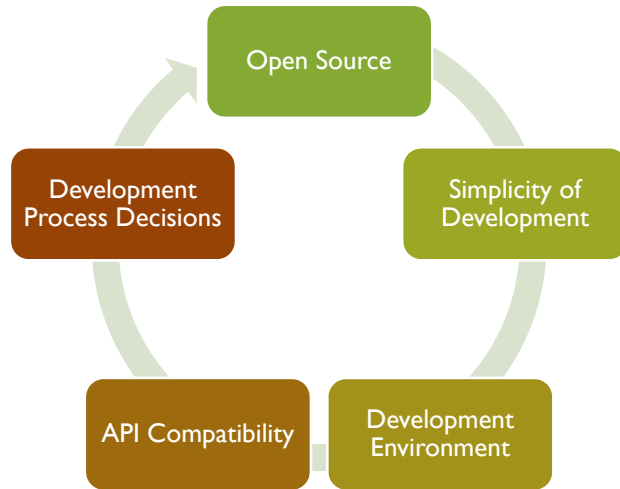 Open Source
Simplicity of
Development
Development
Environment
API Compatibility
Development
Process Decisions